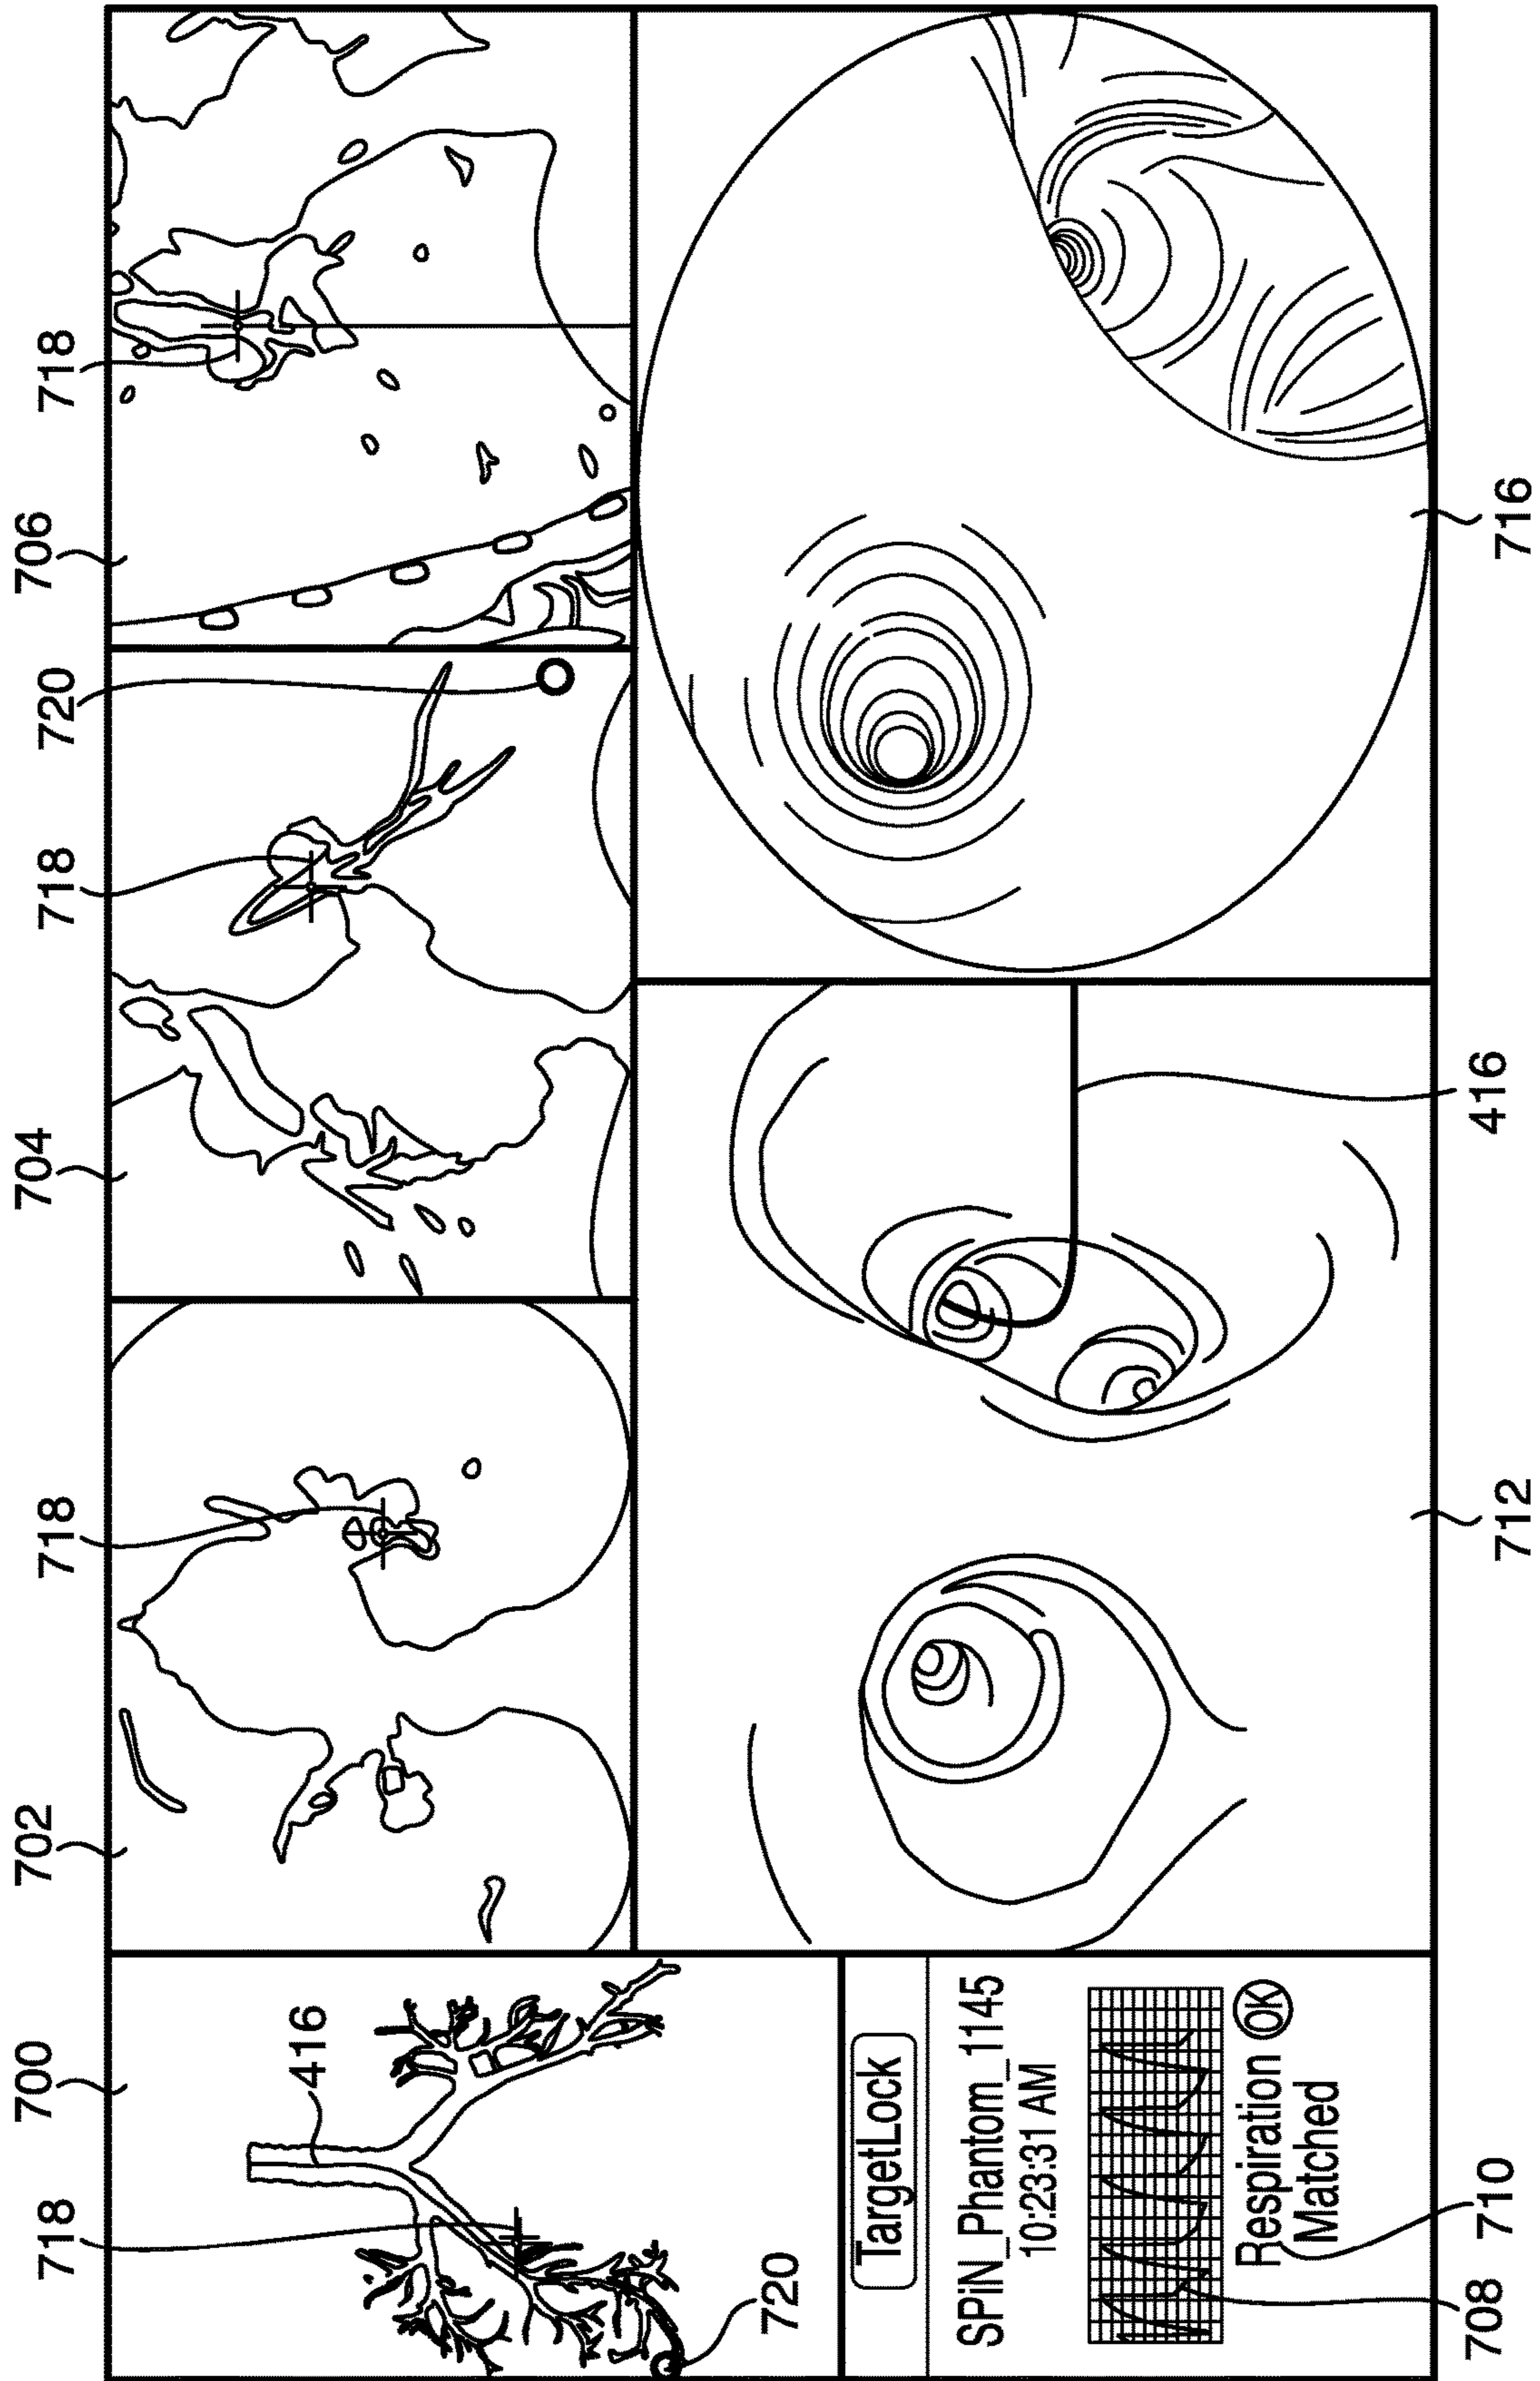 700 702 704 706
718 718 718 720 718
416
720
TargetLock
SPiN_Phantom_1145
10:23:31 AM
Respiration OK
Matched
708 416
710 712 716